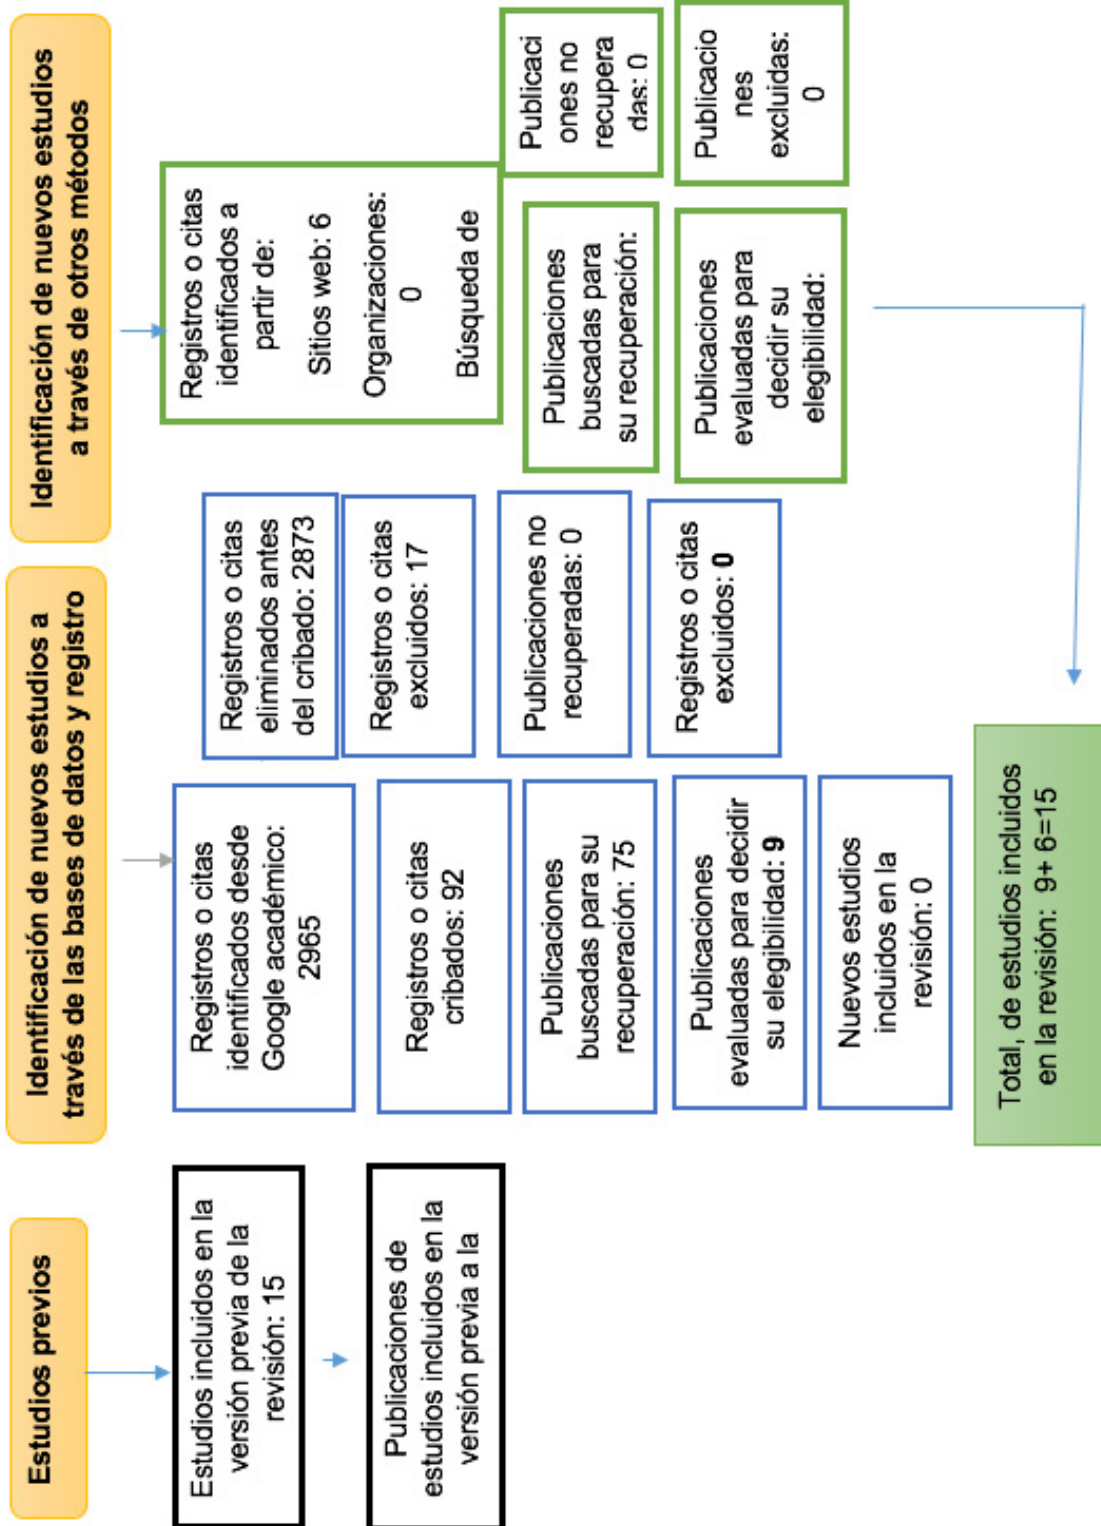 Estudios previos
Estudios incluidos en la
versión previa de la
revisión: 15
Publicaciones de
estudios incluidos en la
versión previa a la
Identificación de nuevos estudios a
través de las bases de datos y registro
Registros o citas
identificados desde
Google académico:
2965
Registros o citas
eliminados antes
del cribado: 2873
Registros o citas
cribados: 92
Registros o citas
excluidos: 17
Publicaciones
buscadas para su
recuperación: 75
Publicaciones no
recuperadas: 0
Publicaciones
evaluadas para decidir
su elegibilidad: 9
Registros o citas
excluidos: 0
Nuevos estudios
incluidos en la
revisión: 0
Identificación de nuevos estudios
a través de otros métodos
Registros o citas
identificados a
partir de:
Sitios web: 6
Organizaciones:
0
Búsqueda de
Publicaciones
buscadas para
su recuperación:
Publicaci
ones no
recupera
das: 0
Publicaciones
evaluadas para
decidir su
elegibilidad:
Publicacio
nes
excluidas:
0
Total, de estudios incluidos
en la revisión: 9+ 6=15